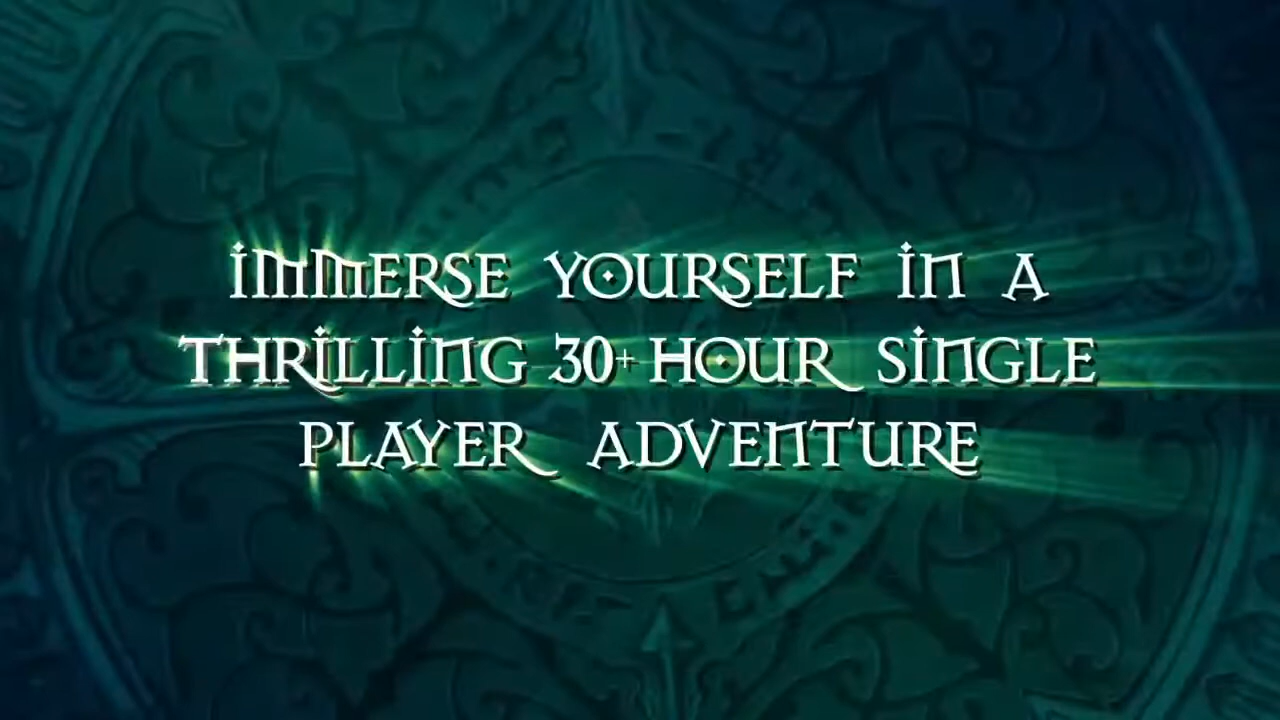 IMMERSE YOURSELF IN A
THRILLING 30+ HOUR SINGLE
PLAYER ADVENTURE